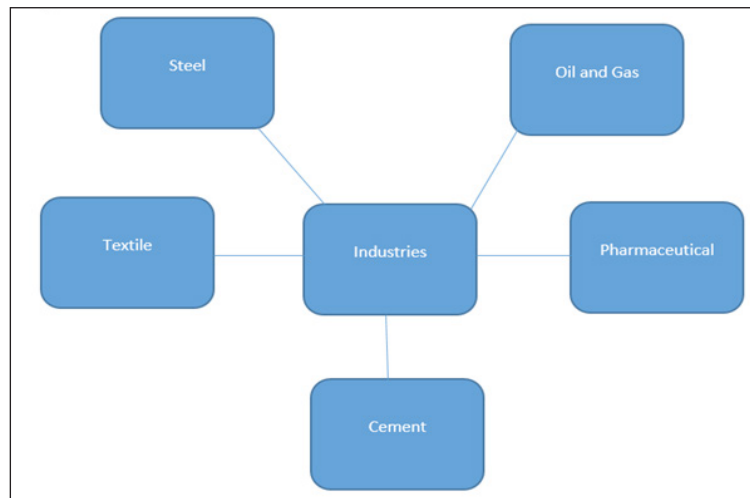 Steel
Oil and Gas
Textile
Industries
Pharmaceutical
Cement